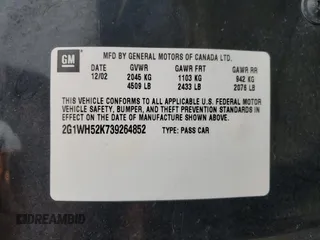 GM
MFD BY GENERAL MOTORS OF CANADA LTD.
DATE GVWR GAWR FRT GAWR RR
12/02 2045 KG 1103 KG 942 KG
4509 LB 2433 LB 2076 LB
THIS VEHICLE CONFORMS TO ALL APPLICABLE U.S. FEDERAL MOTOR
VEHICLE SAFETY, BUMPER, AND THEFT PREVENTION STANDARDS IN
EFFECT ON THE DATE OF MANUFACTURE SHOWN ABOVE.
2G1WH52K739264852 TYPE: PASS CAR
DREAMBID